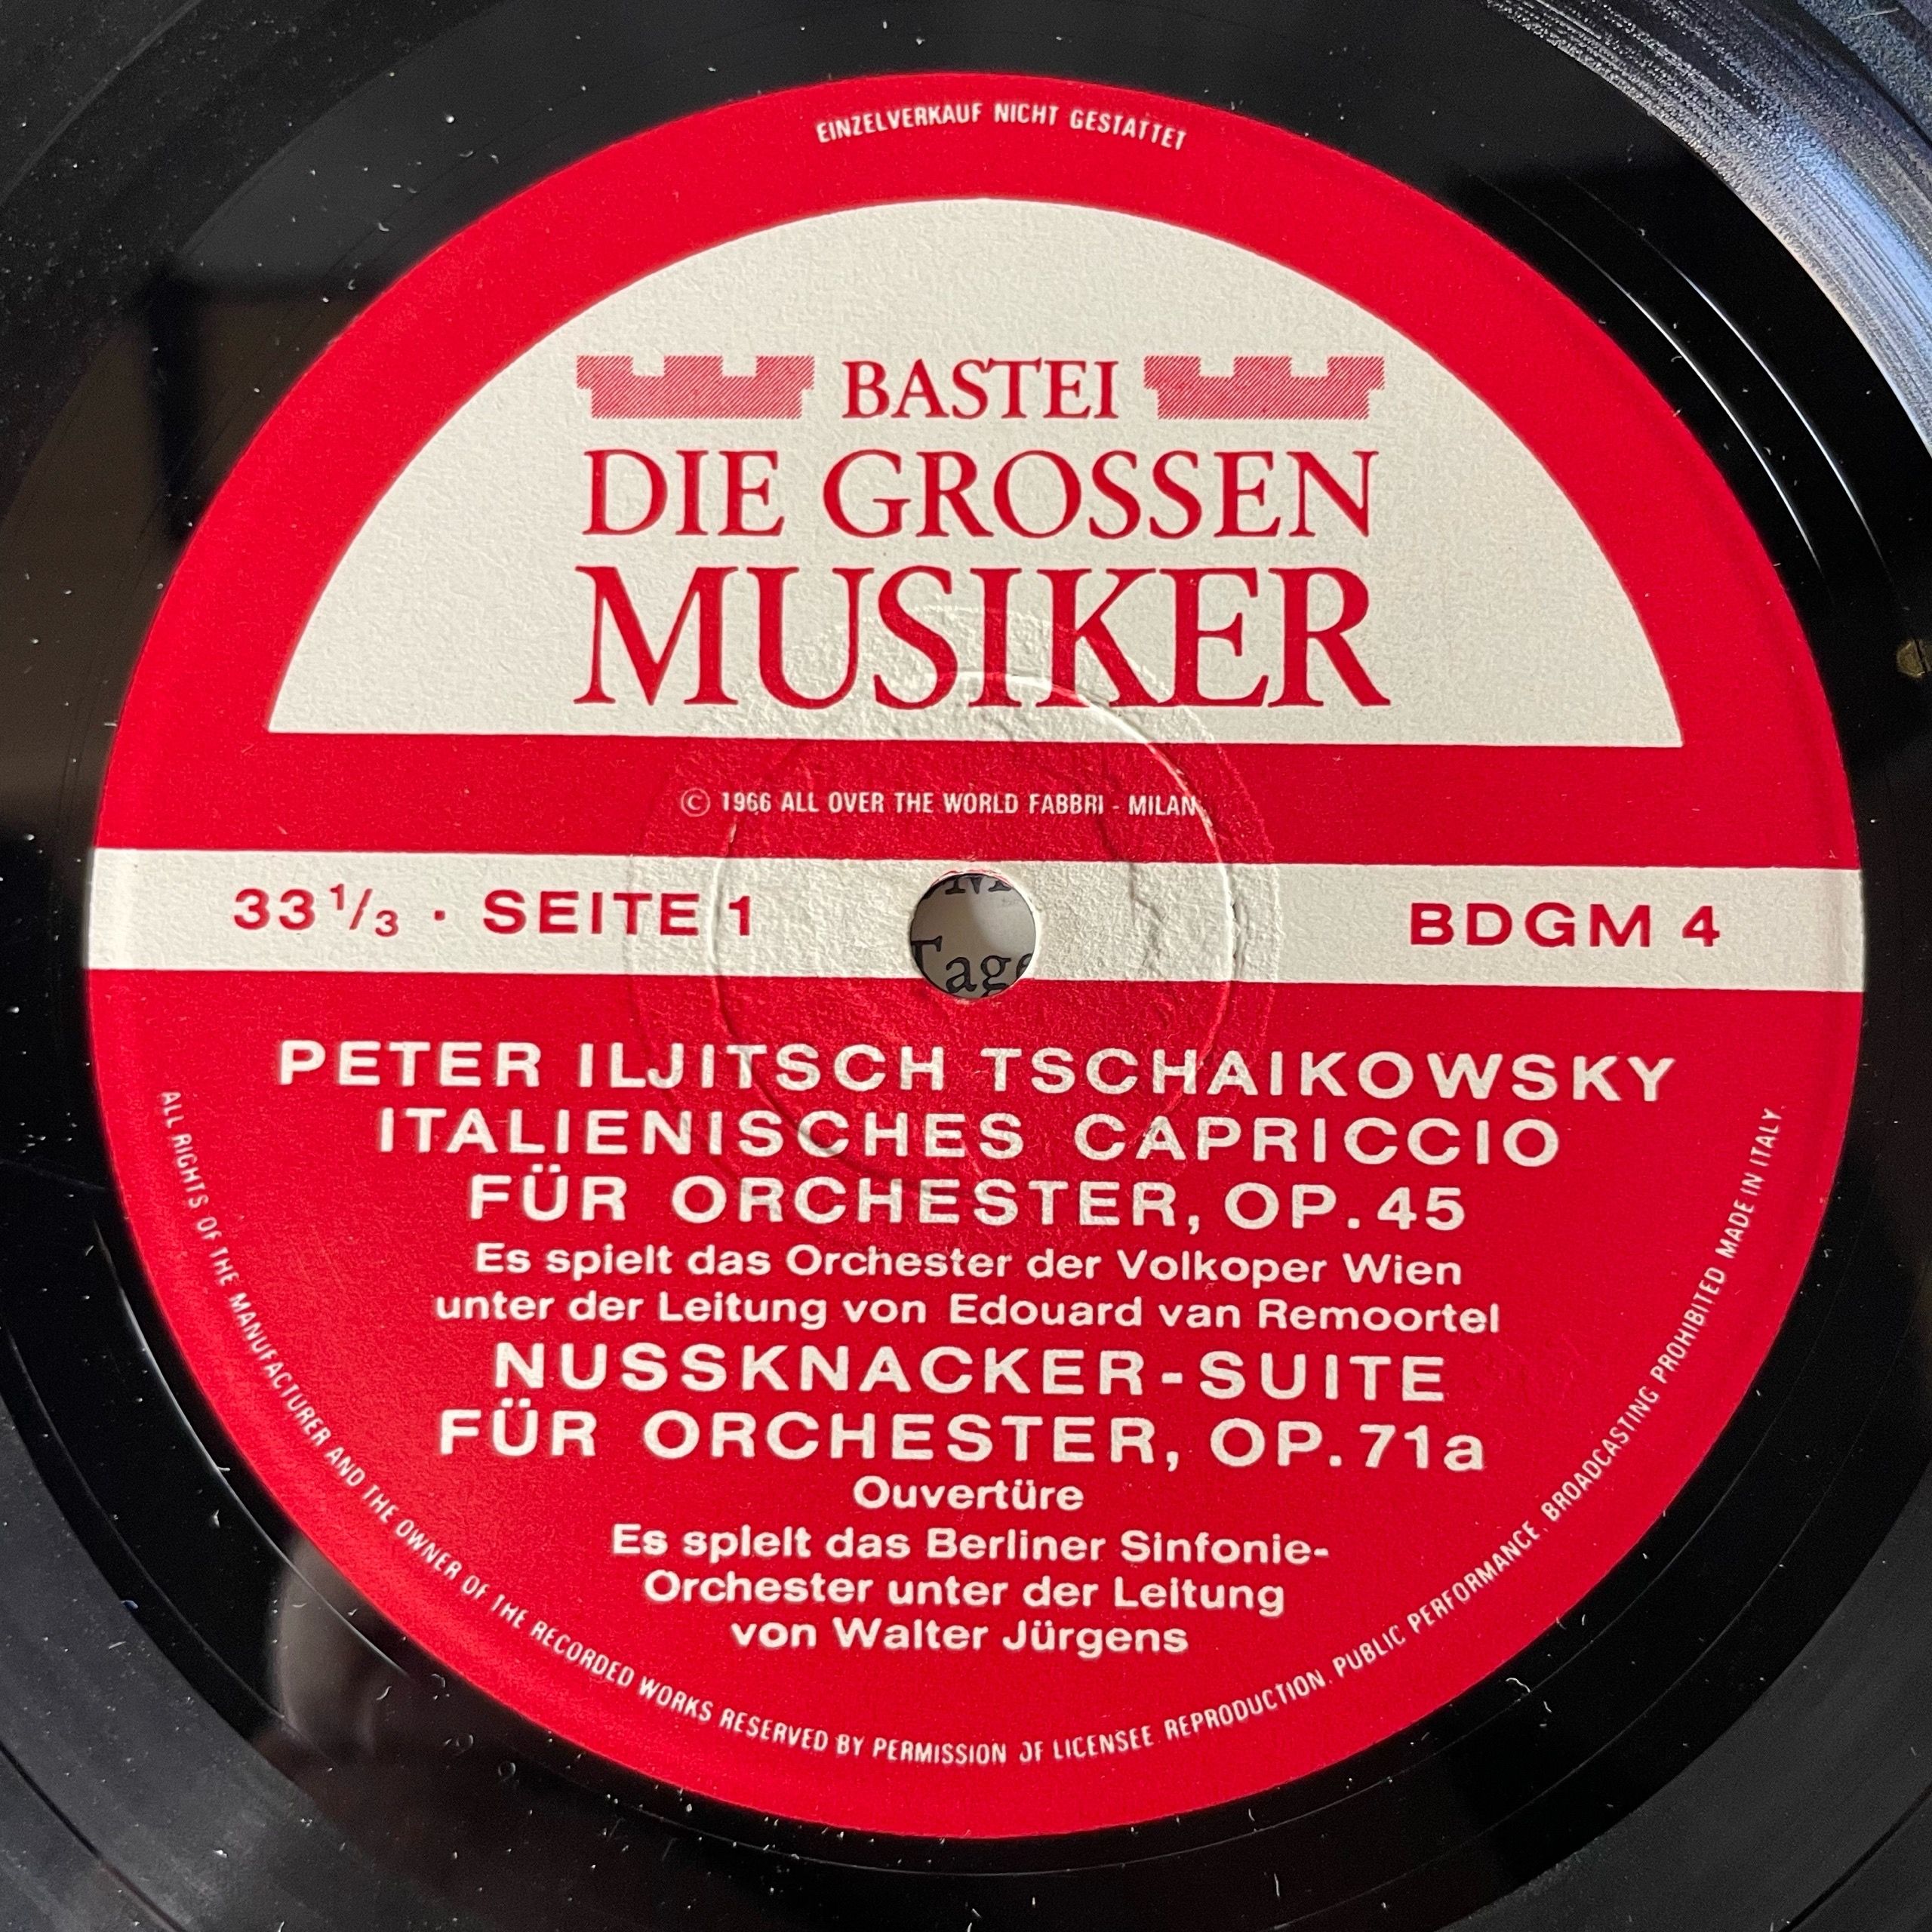 EINZELVERKAUF NICHT GESTATTET
BASTEI
DIE GROSSEN
MUSIKER
© 1966 ALL OVER THE WORLD FABBRI - MILAN
33 1/3 · SEITE 1
BDGM 4
Tage
PETER ILJITSCH TSCHAIKOWSKY
ITALIENISCHES CAPRICCIO
FÜR ORCHESTER, OP. 45
Es spielt das Orchester der Volkoper Wien
unter der Leitung von Edouard van Remoortel
NUSSKNACKER-SUITE
FÜR ORCHESTER, OP. 71a
Ouvertüre
Es spielt das Berliner Sinfonie-
Orchester unter der Leitung
von Walter Jürgens
ALL RIGHTS OF THE MANUFACTURER AND THE OWNER OF THE RECORDED WORKS RESERVED BY PERMISSION OF LICENSEE REPRODUCTION. PUBLIC PERFORMANCE. BROADCASTING PROHIBITED MADE IN ITALY.